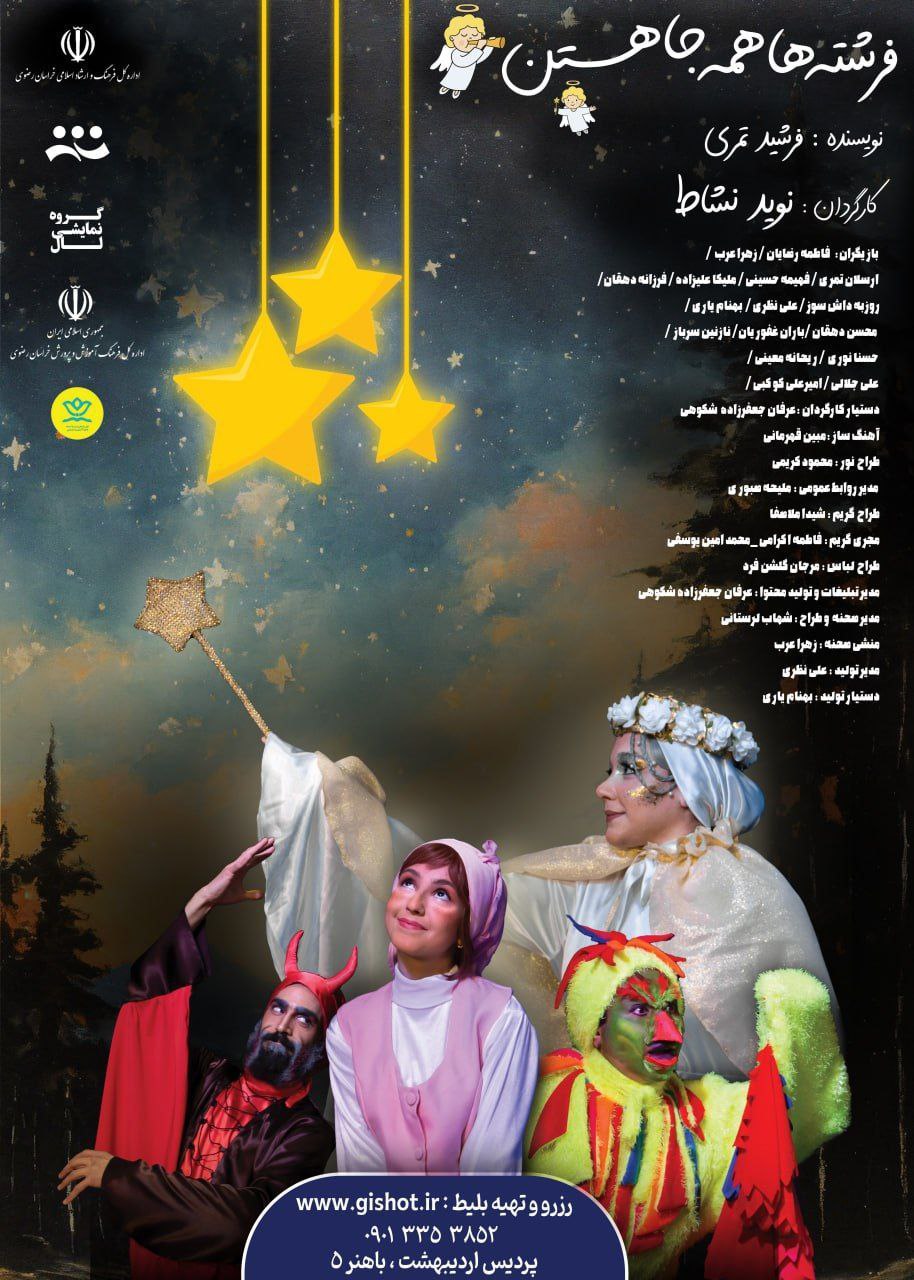 فرشته ها همه جا هستن
نویسنده : فرشید تمری
کارگردان : نوید نشاط
بازیگران : فاطمه رضایان / زهرا عرب /
ارسلان تمری / فهیمه حسینی / ملیکا علیزاده / فرزانه دهقان /
روزبه داش سوز / علی نظری / بهنام یاری /
محسن دهقان / باران غفوریان / نازنین سرباز /
حسنا نوری / ریحانه معینی /
علی جلالی / امیرعلی کوکبی /
دستیار کارگردان : عرفان جعفرزاده شکوهی
آهنگ ساز : مبین قهرمانی
طراح نور : محمود کریمی
مدیر روابط عمومی : ملیحه صبوری
طراح گریم : شیدا ملاصفا
مجری گریم : فاطمه اکرامی _ محمد امین یوسفی
طراح لباس : مرجان گلشن فرد
مدیر تبلیغات و تولید محتوا : عرفان جعفرزاده شکوهی
مدیر صحنه و طراح : شهاب لرستانی
منشی صحنه : زهرا عرب
مدیر تولید : علی نظری
دستیار تولید : بهنام یاری
اداره کل فرهنگ و ارشاد اسلامی خراسان رضوی
گروه
نمایشی
لال
جمهوری اسلامی ایران
اداره کل فرهنگ آموزش و پرورش خراسان رضوی
رزرو و تهیه بلیط : www.gishot.ir
۰۹۰۱ ۳۳۵ ۳۸۵۲
پردیس اردیبهشت ، باهنر ۵